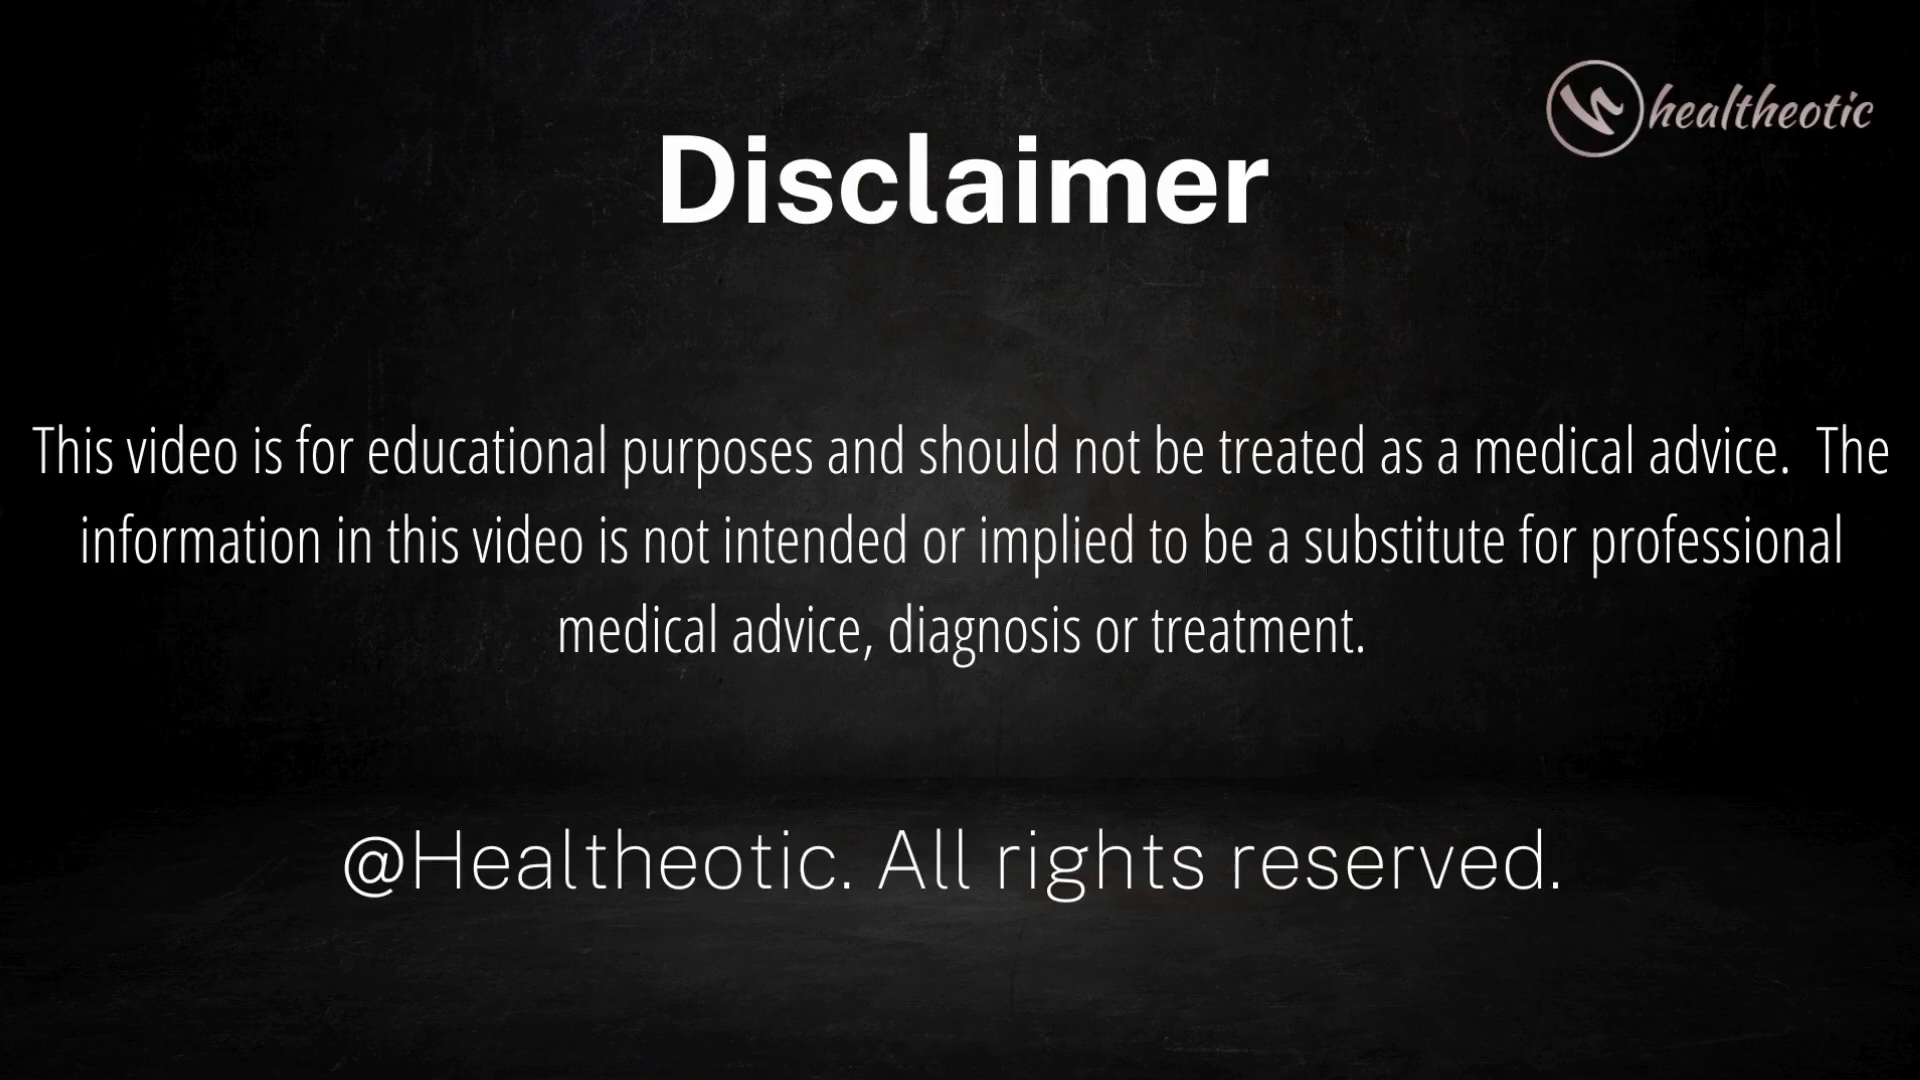 healtheotic
Disclaimer
This video is for educational purposes and should not be treated as a medical advice.  The
information in this video is not intended or implied to be a substitute for professional
medical advice, diagnosis or treatment.
@Healtheotic. All rights reserved.